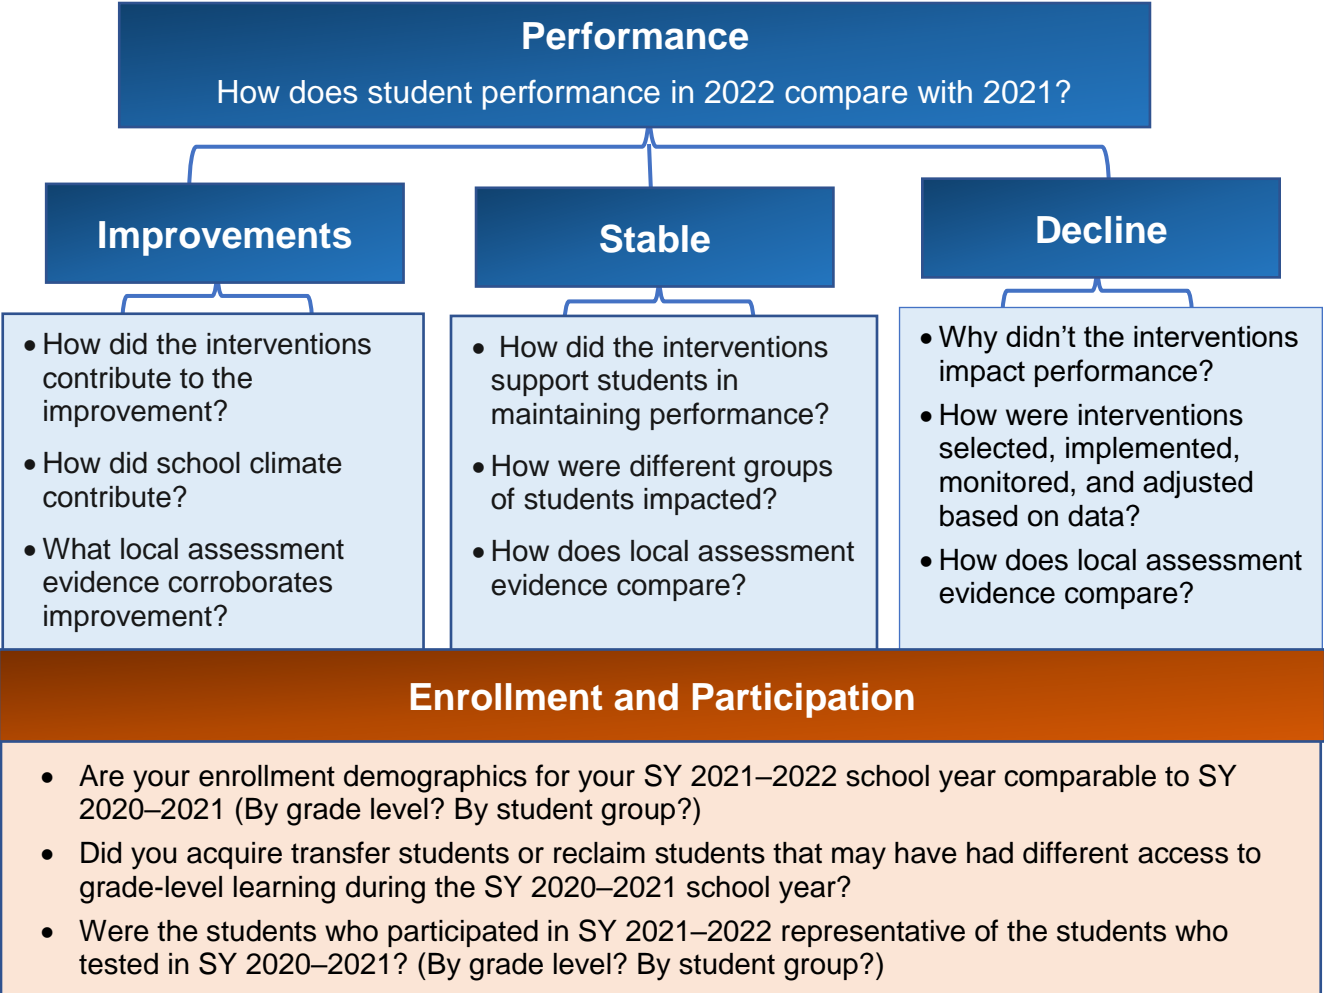 Performance
How does student performance in 2022 compare with 2021?
Improvements
• How did the interventions
contribute to the
improvement?
• How did school climate
contribute?
• What local assessment
evidence corroborates
improvement?
Stable
• How did the interventions
support students in
maintaining performance?
• How were different groups
of students impacted?
• How does local assessment
evidence compare?
Decline
• Why didn’t the interventions
impact performance?
• How were interventions
selected, implemented,
monitored, and adjusted
based on data?
• How does local assessment
evidence compare?
Enrollment and Participation
• Are your enrollment demographics for your SY 2021–2022 school year comparable to SY
2020–2021 (By grade level? By student group?)
• Did you acquire transfer students or reclaim students that may have had different access to
grade-level learning during the SY 2020–2021 school year?
• Were the students who participated in SY 2021–2022 representative of the students who
tested in SY 2020–2021? (By grade level? By student group?)